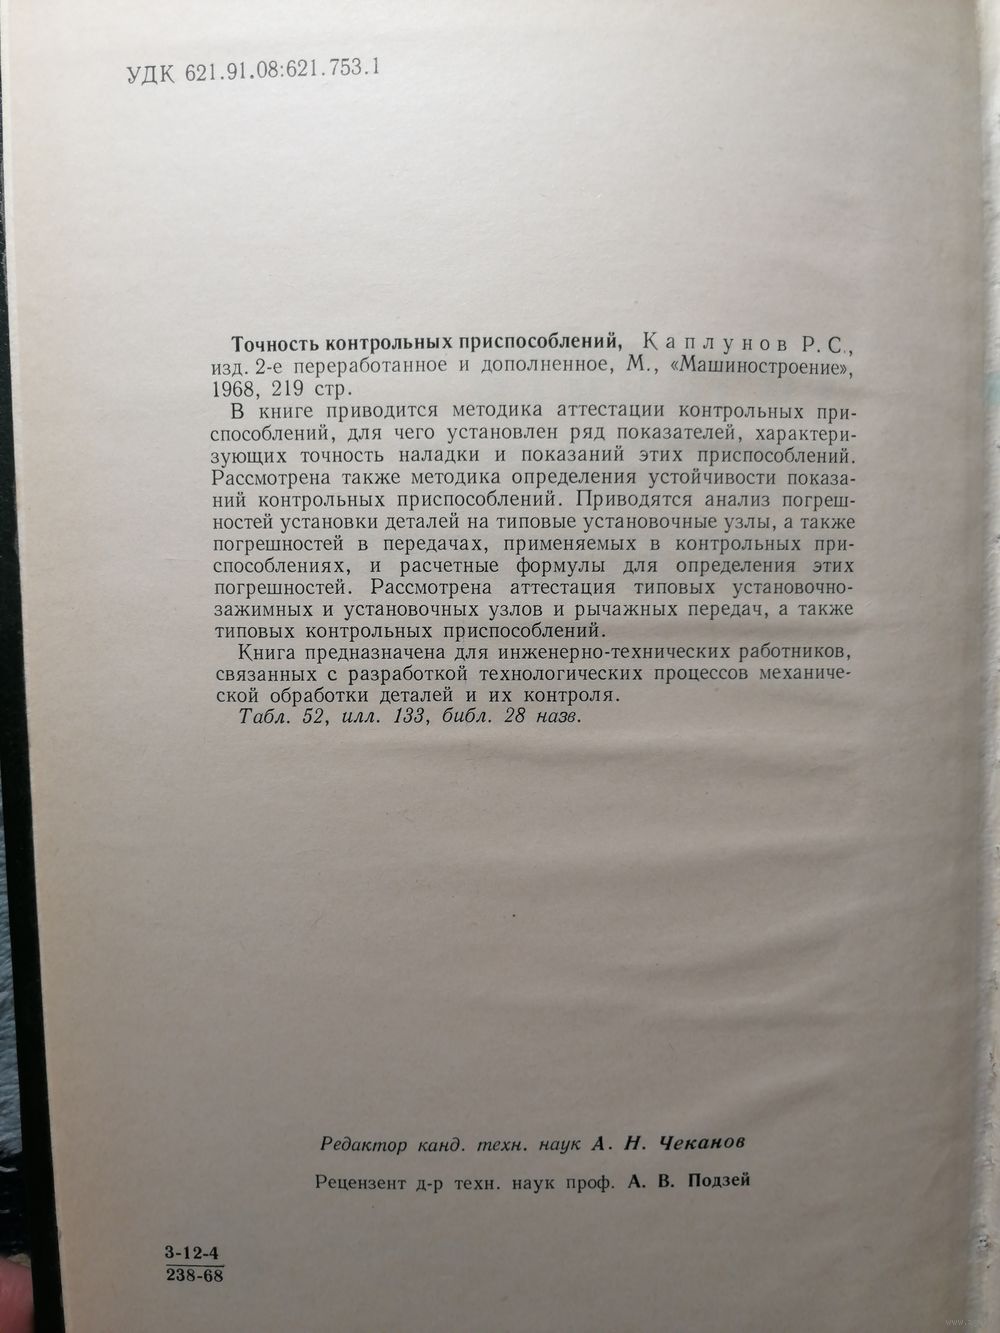 УДК 621.91.08:621.753.1
Точность контрольных приспособлений, Каплунов Р. С.,
изд. 2-е переработанное и дополненное, М., «Машиностроение»,
1968, 219 стр.
В книге приводится методика аттестации контрольных при-
способлений, для чего установлен ряд показателей, характери-
зующих точность наладки и показаний этих приспособлений.
Рассмотрена также методика определения устойчивости показа-
ний контрольных приспособлений. Приводятся анализ погреш-
ностей установки деталей на типовые установочные узлы, а также
погрешностей в передачах, применяемых в контрольных при-
способлениях, и расчетные формулы для определения этих
погрешностей. Рассмотрена аттестация типовых установочно-
зажимных и установочных узлов и рычажных передач, а также
типовых контрольных приспособлений.
Книга предназначена для инженерно-технических работников,
связанных с разработкой технологических процессов механиче-
ской обработки деталей и их контроля.
Табл. 52, илл. 133, библ. 28 назв.
Редактор канд. техн. наук А. Н. Чеканов
Рецензент д-р техн. наук проф. А. В. Подзей
3-12-4
238-68